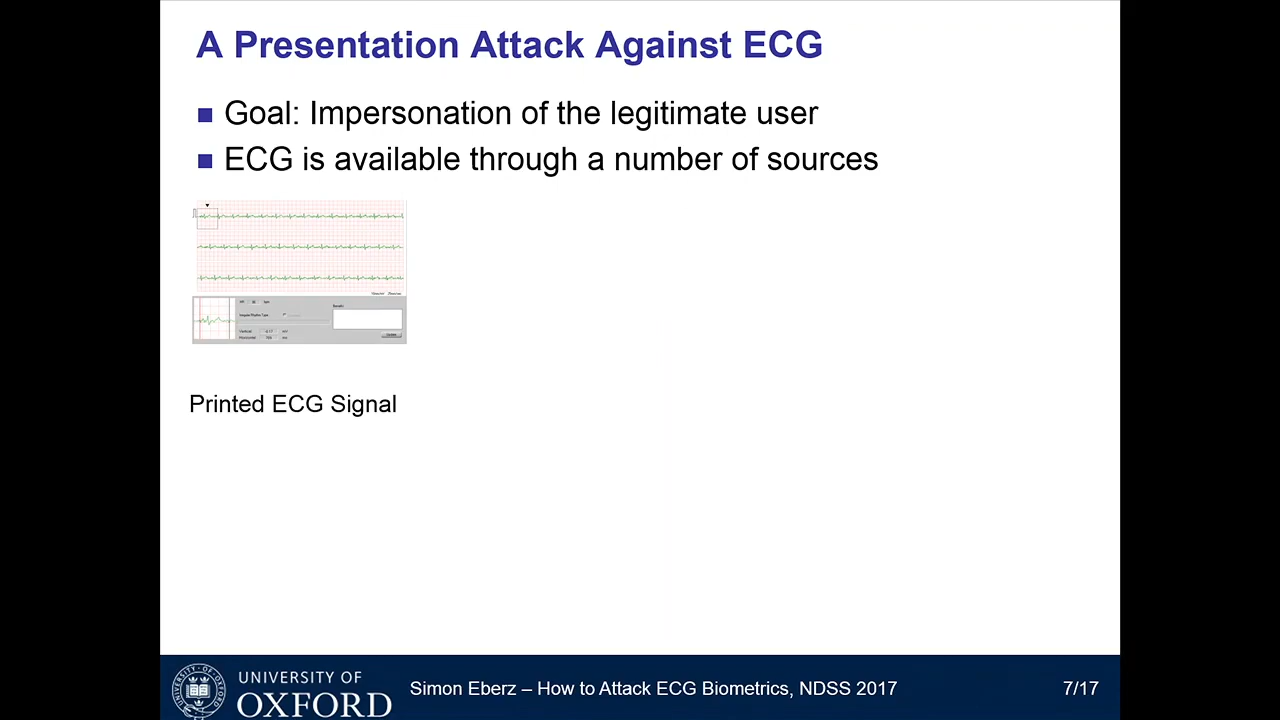 A Presentation Attack Against ECG
Goal: Impersonation of the legitimate user
ECG is available through a number of sources
Printed ECG Signal
UNIVERSITY OF
OXFORD
Simon Eberz – How to Attack ECG Biometrics, NDSS 2017
7/17